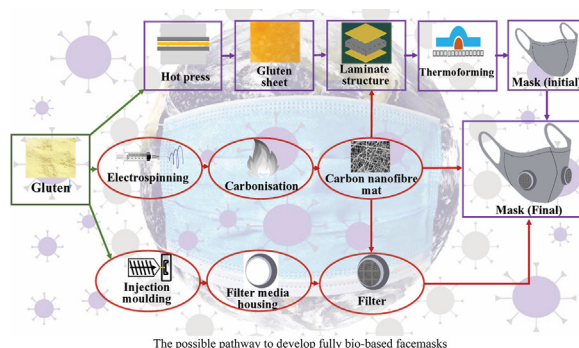 Hot press
Gluten
sheet
Laminate
structure
Thermoforming
Mask (initial)
Gluten
Electrospinning
Carbonisation
Carbon nanofibre
mat
Mask (Final)
Injection
moulding
Filter media
housing
Filter
The possible pathway to develop fully bio-based facemasks